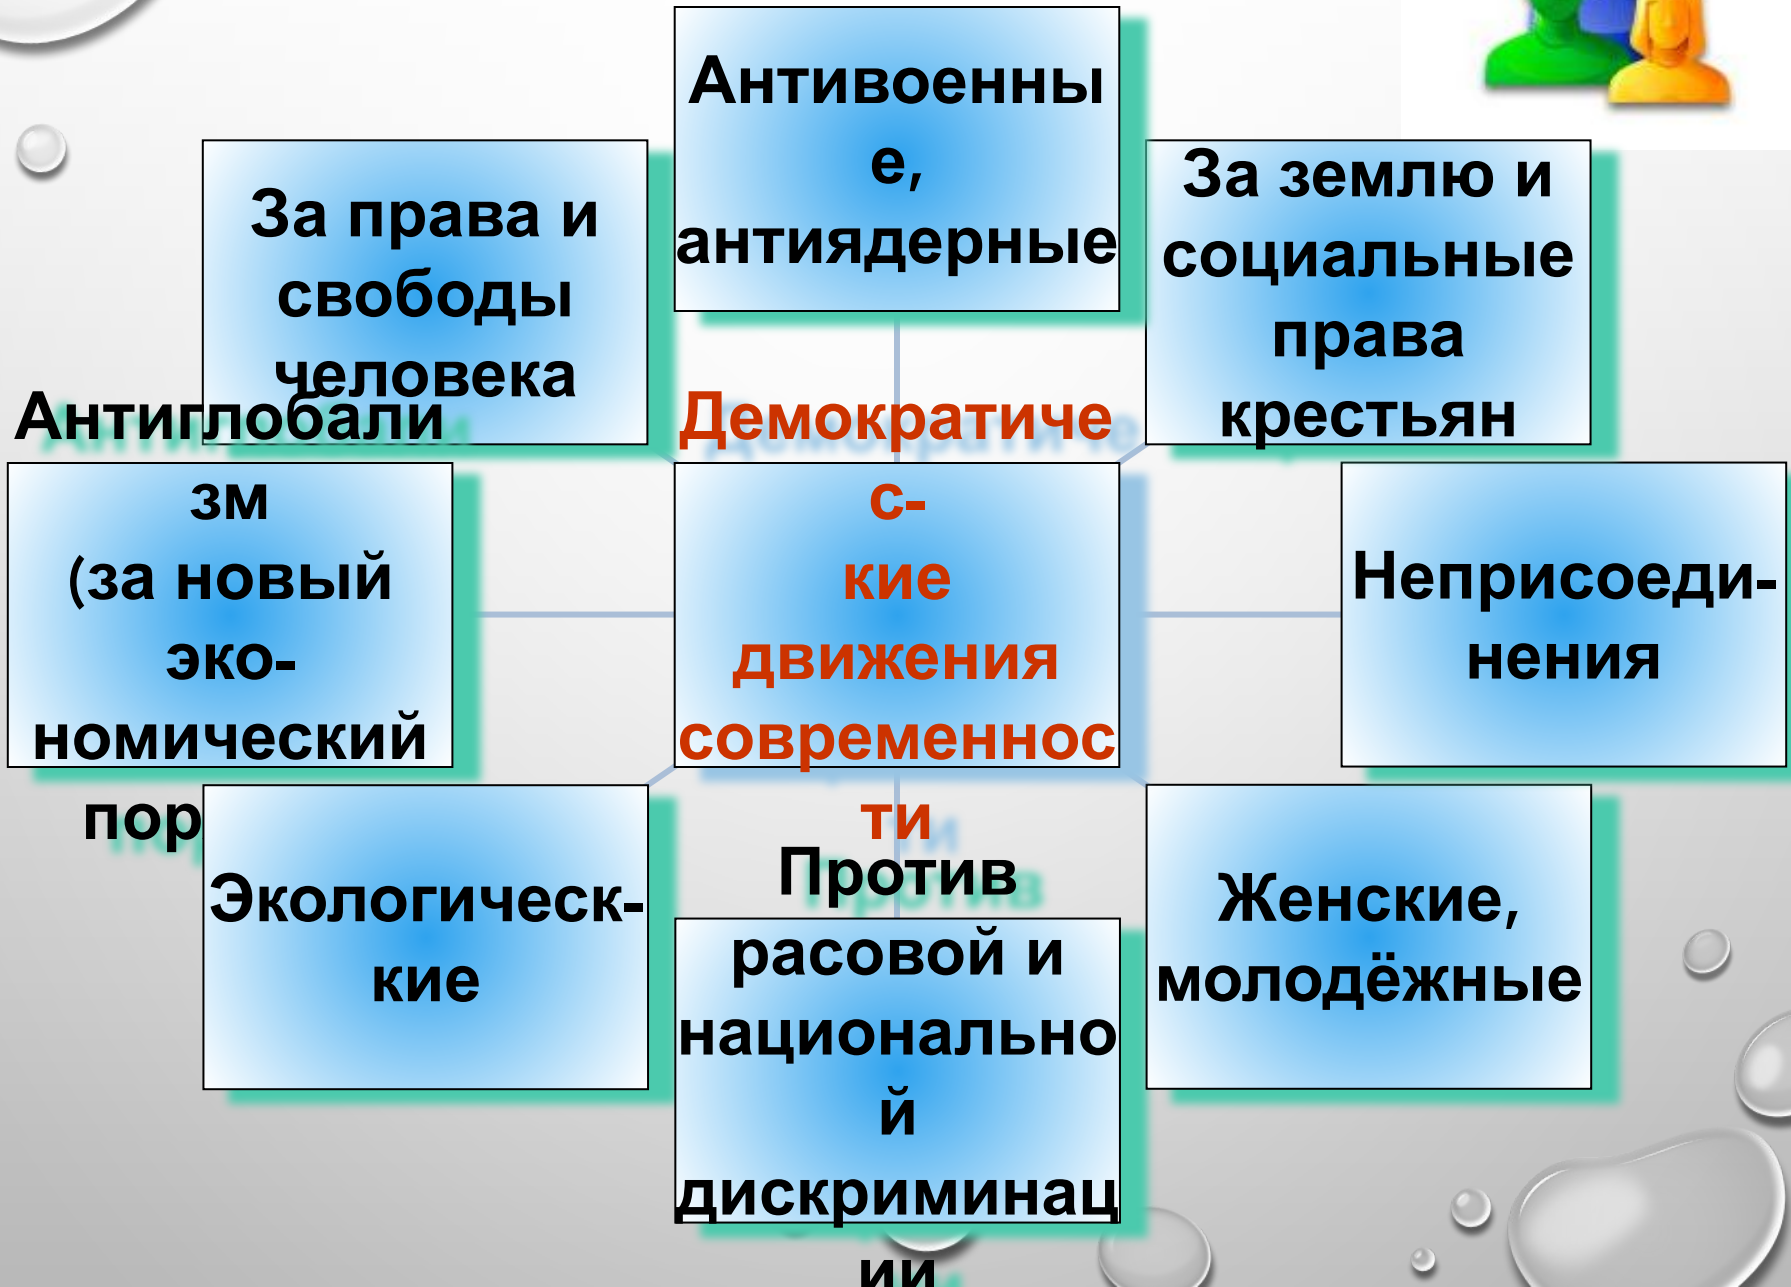 Антивоенны
е,
антиядерные
За права и
свободы
человека
За землю и
социальные
права
крестьян
Антиглобали
зм
(за новый
эко-
номический
пор
Демократиче
с-
кие
движения
современнос
ти
Неприсоеди-
нения
Экологическ-
кие
Против
расовой и
национально
й
дискриминац
ии
Женские,
молодёжные